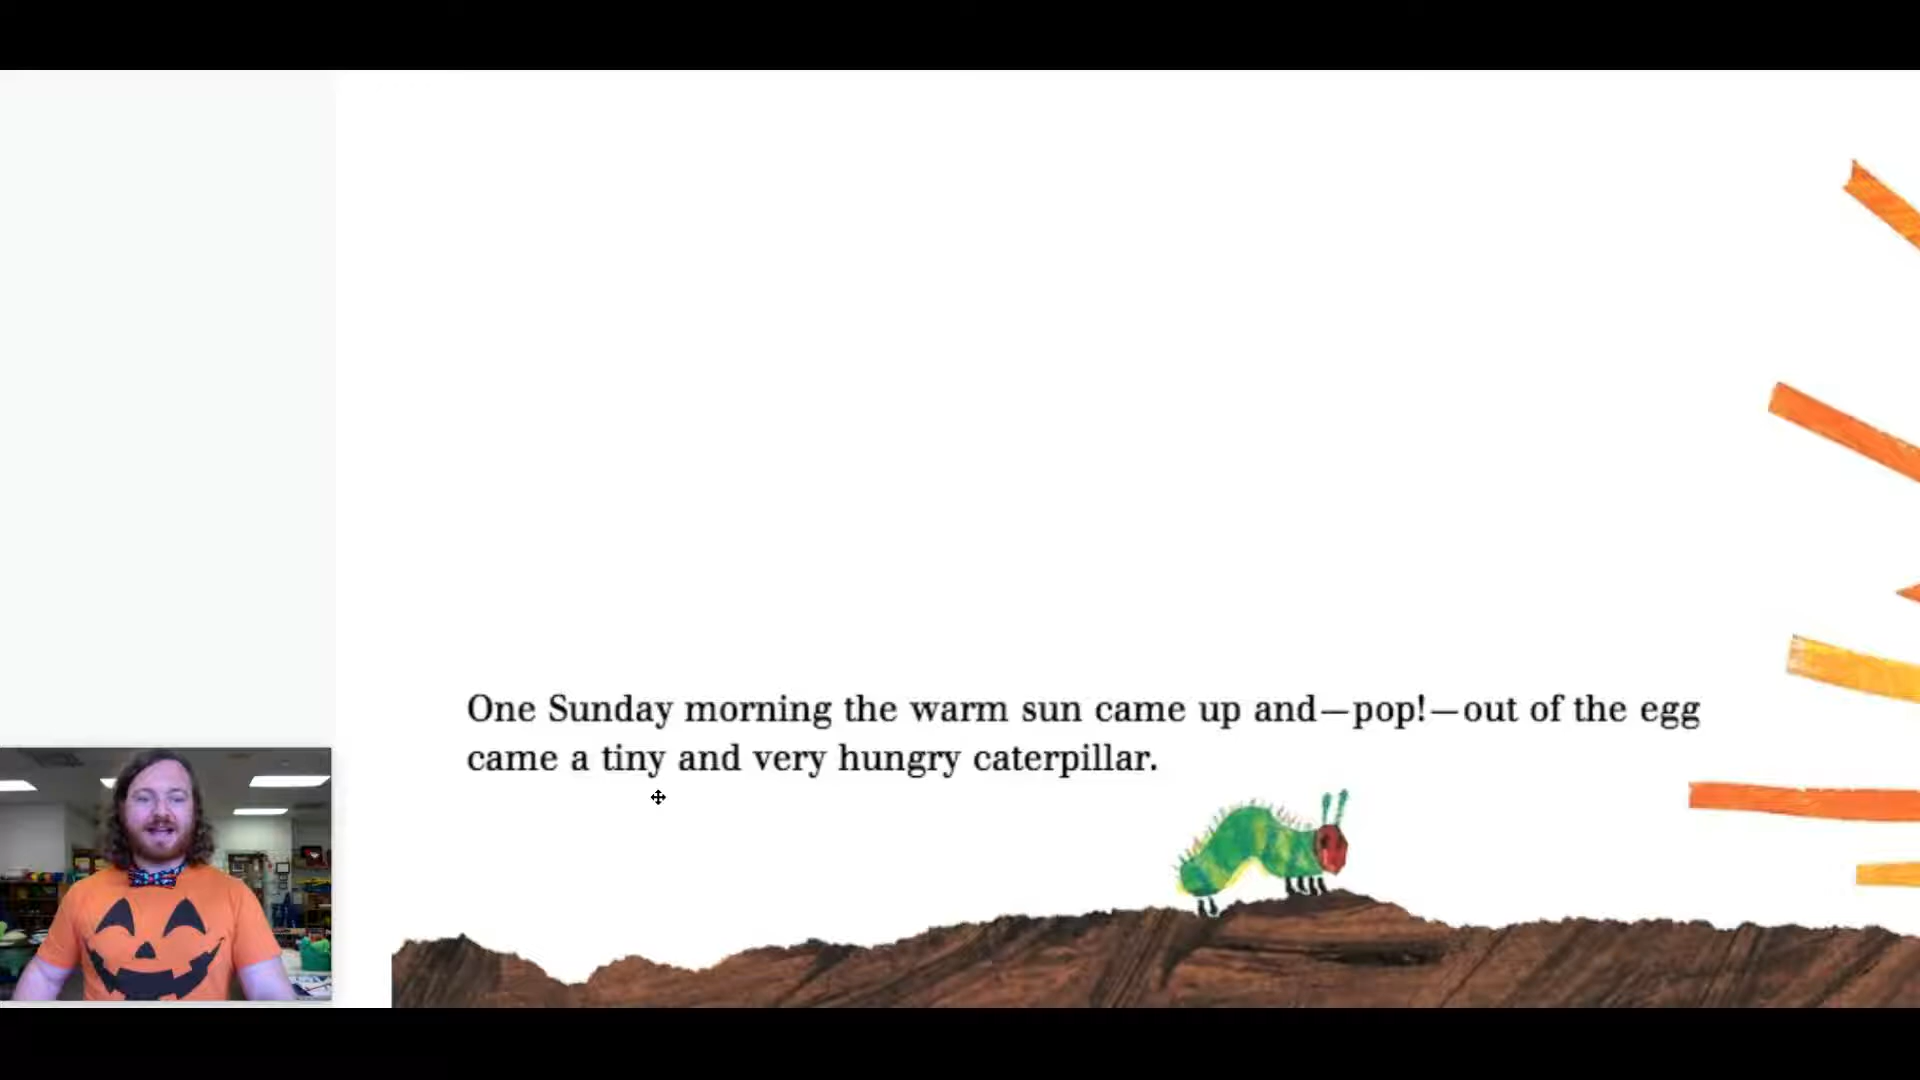 One Sunday morning the warm sun came up and—pop!—out of the egg
came a tiny and very hungry caterpillar.